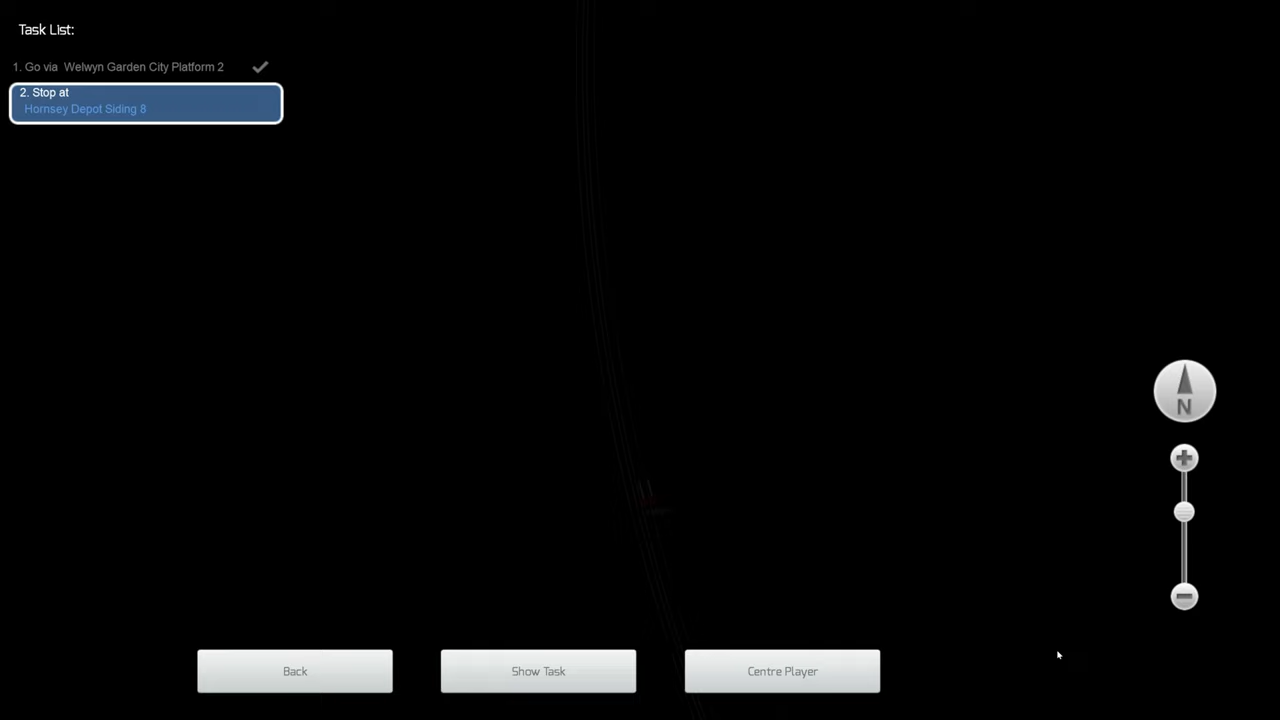 Task List:
1. Go via Welwyn Garden City Platform 2
2. Stop at
Hornsey Depot Siding 8
N
Back
Show Task
Centre Player